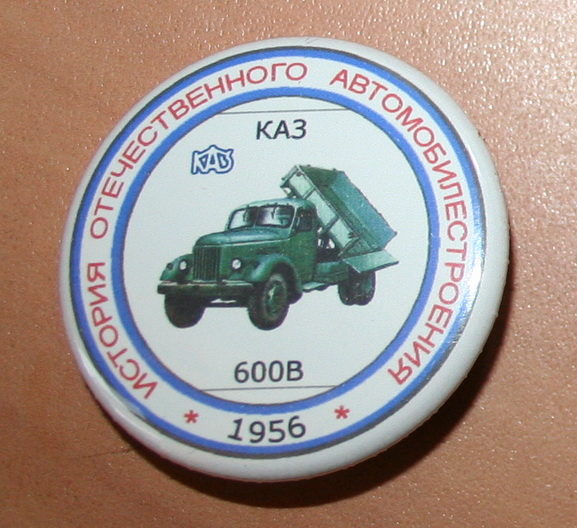 ИСТОРИЯ ОТЕЧЕСТВЕННОГО АВТОМОБИЛЕСТРОЕНИЯ
КАЗ
КАЗ
600В
* 1956 *